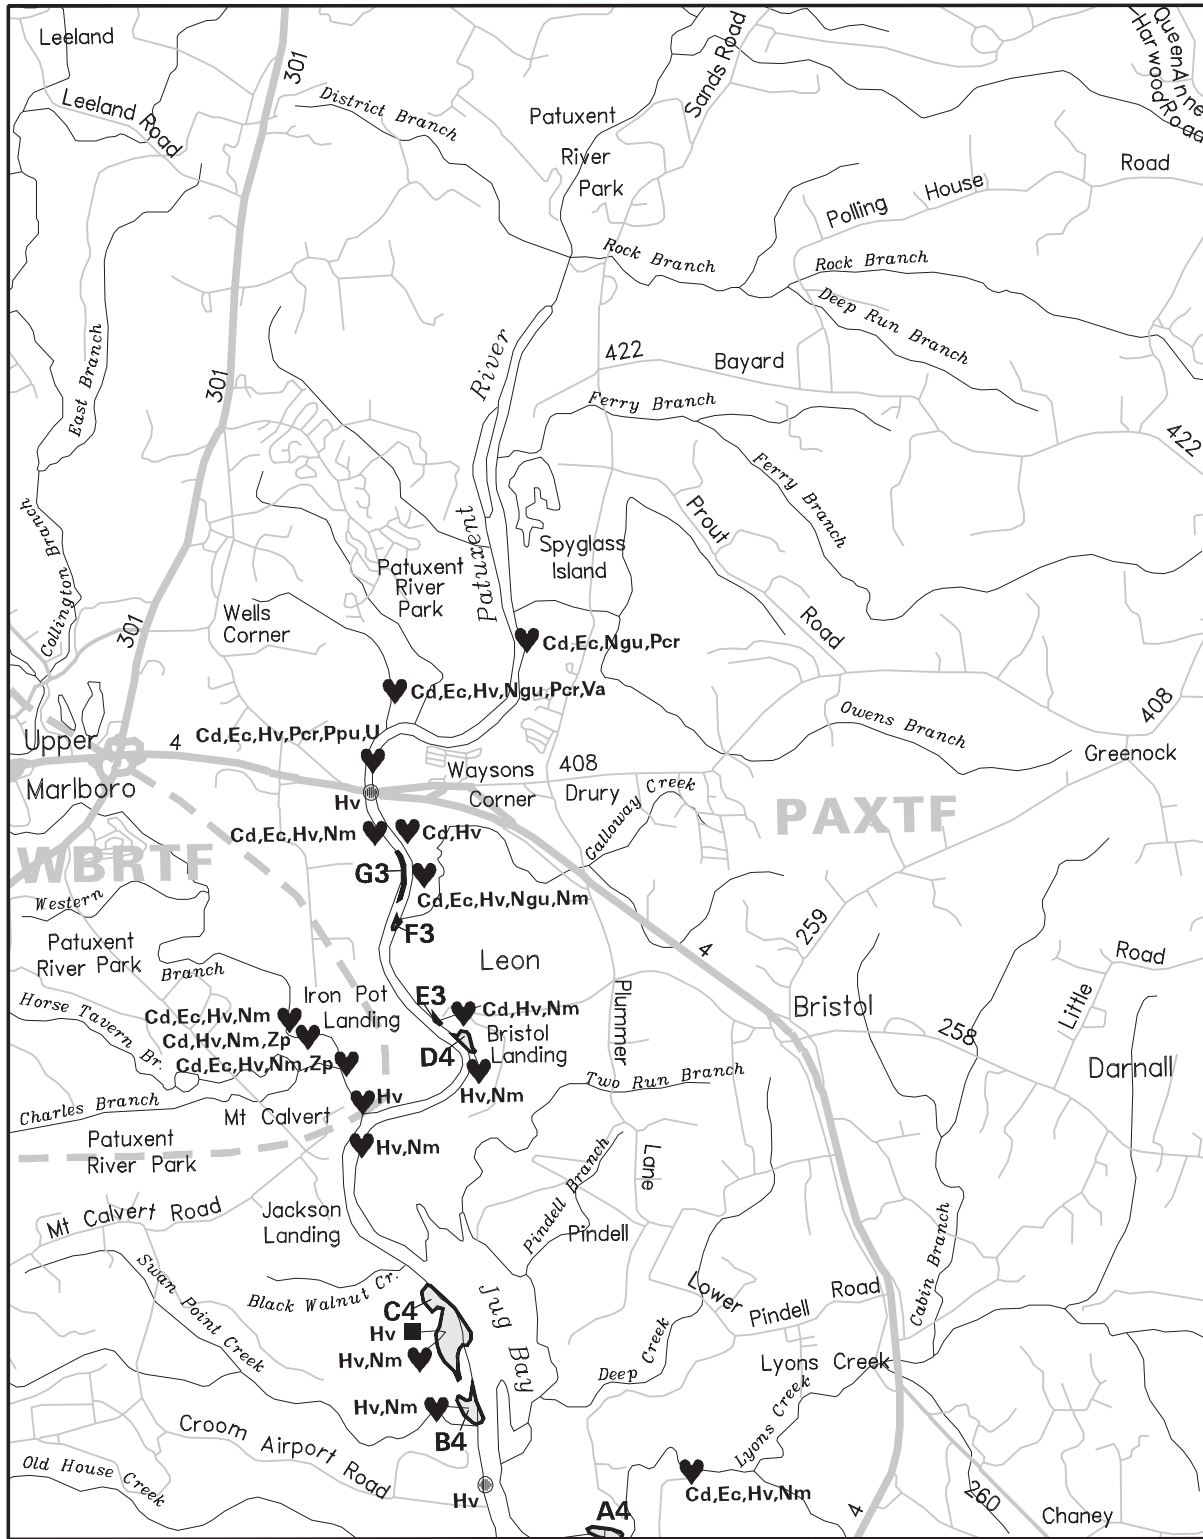 Leeland
301
Leeland Road
District Branch
Patuxent
River
Park
Sands Road
QueenAnne
Harwood Road
Road
House
Polling
Rock Branch
Rock Branch
Deep Run Branch
East Branch
301
River
422
Bayard
Ferry Branch
422
Ferry Branch
Collington Branch
Patuxent
Prout
Spyglass
Island
Patuxent
River
Park
Wells
Corner
301
Road
Cd,Ec,Ngu,Pcr
Cd,Ec,Hv,Ngu,Pcr,Va
Cd,Ec,Hv,Pcr,Ppu,U
408
Owens Branch
Greenock
Upper
Marlboro
4
Waysons
Corner
408
Drury
Galloway Creek
Hv
PAXTF
Cd,Ec,Hv,Nm
Cd,Hv
WBRTF
G3
Cd,Ec,Hv,Ngu,Nm
Western
F3
259
4
Patuxent
River Park
Branch
Leon
Road
Iron Pot
Landing
E3
Cd,Hv,Nm
Plummer
Bristol
Little
Horse Tavern Br.
Cd,Ec,Hv,Nm
Cd,Hv,Nm,Zp
Cd,Ec,Hv,Nm,Zp
Bristol
Landing
D4
258
Darnall
Hv,Nm
Two Run Branch
Charles Branch
Hv
Mt Calvert
Patuxent
River Park
Hv,Nm
Lane
Pindell Branch
Mt Calvert Road
Jackson
Landing
Pindell
Cabin Branch
Swan Point Creek
Black Walnut Cr.
Jug
Bay
Lower
Pindell
Road
C4
Hv
Hv,Nm
Deep Creek
Lyons Creek
Hv,Nm
B4
Croom Airport Road
Lyons Creek
Old House Creek
Hv
Cd,Ec,Hv,Nm
A4
4
260
Chaney